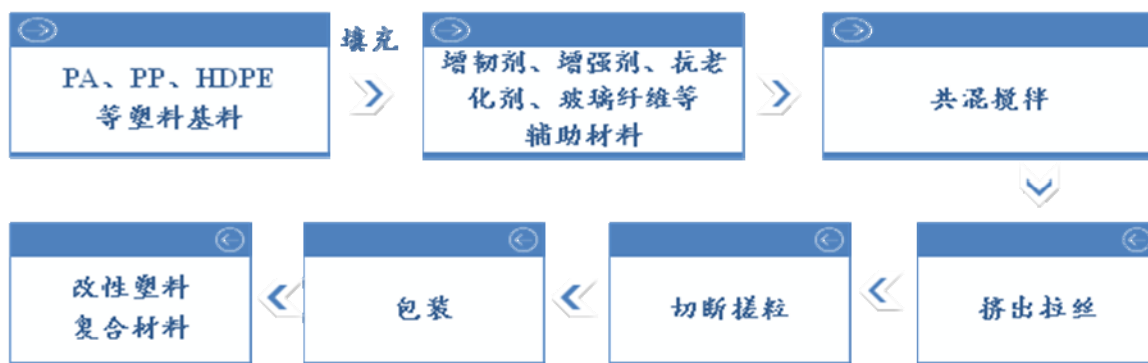 PA、PP、HDPE
等塑料基料
填充
增韧剂、增强剂、抗老
化剂、玻璃纤维等
辅助材料
共混搅拌
挤出拉丝
切断搓粒
包装
改性塑料
复合材料